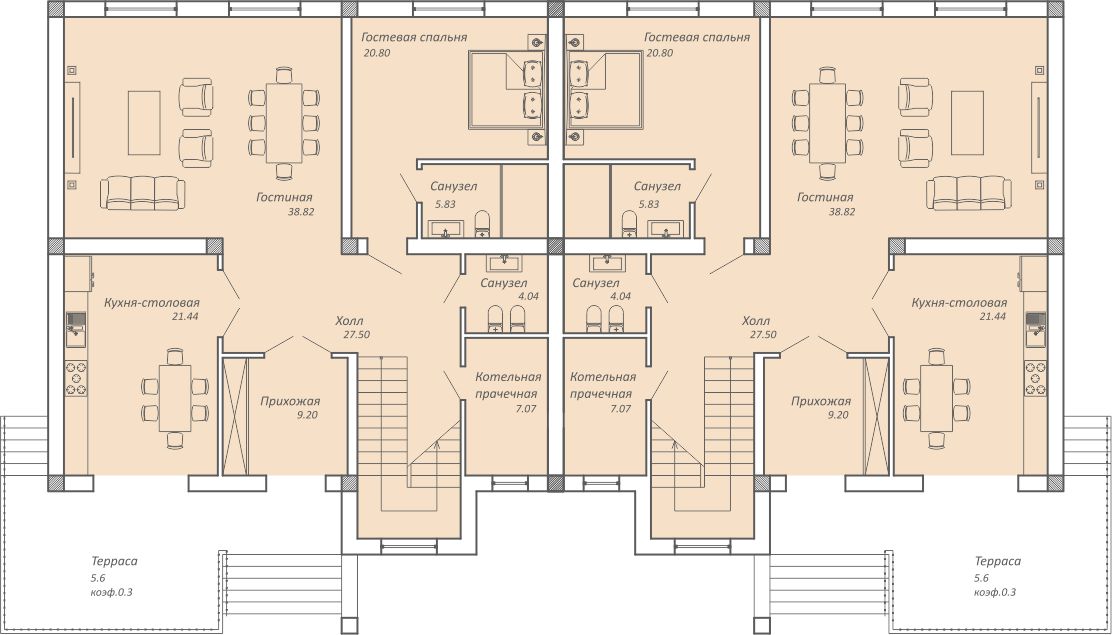 Гостевая спальня
20.80
Гостевая спальня
20.80
Гостиная
38.82
Санузел
5.83
Санузел
5.83
Гостиная
38.82
Кухня-столовая
21.44
Санузел
4.04
Санузел
4.04
Кухня-столовая
21.44
Холл
27.50
Холл
27.50
Прихожая
9.20
Котельная
прачечная
7.07
Котельная
прачечная
7.07
Прихожая
9.20
Терраса
5.6
коэф.0.3
Терраса
5.6
коэф.0.3